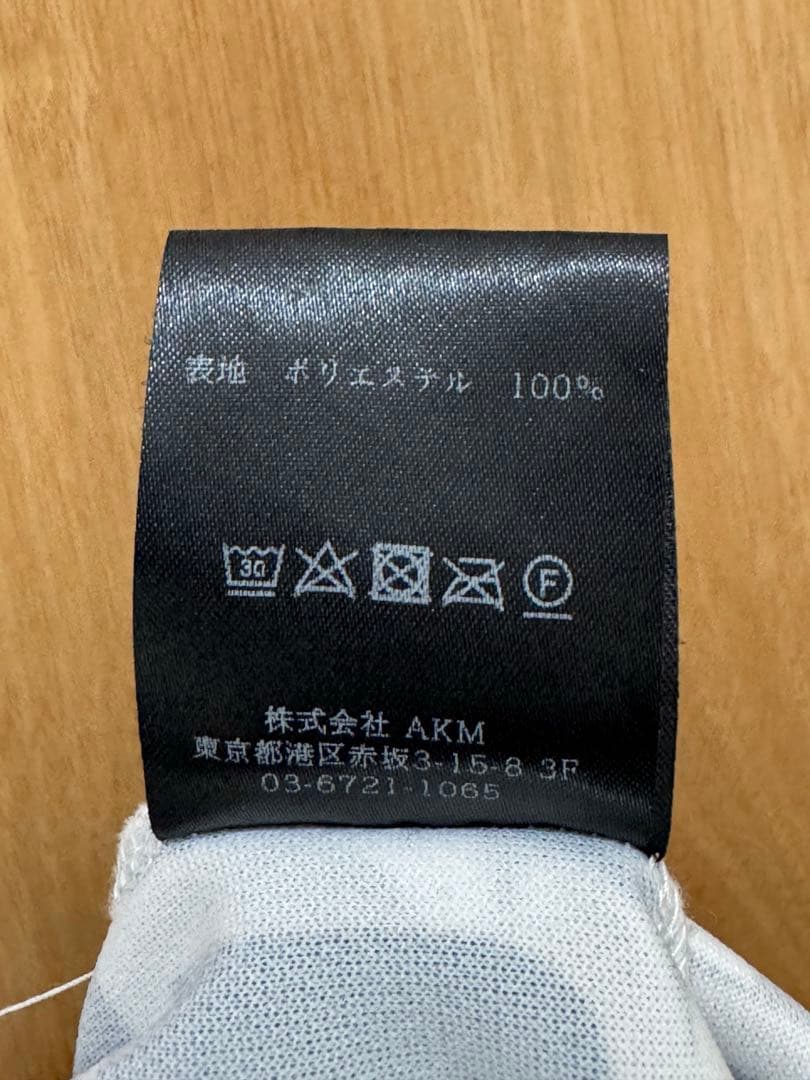 表地 ポリエステル 100%
30
F
株式会社 AKM
東京都港区赤坂3-15-8 3F
03-6721-1065